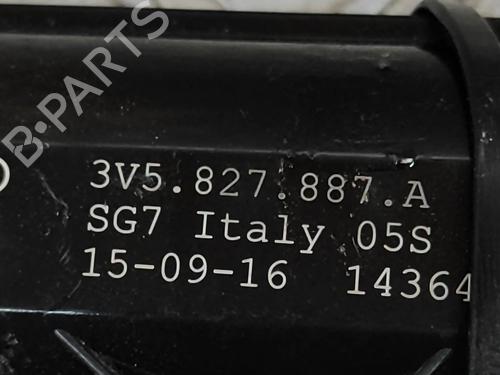 B-PARTS
3V5.827.887.A
SG7 Italy 05S
15-09-16 14364